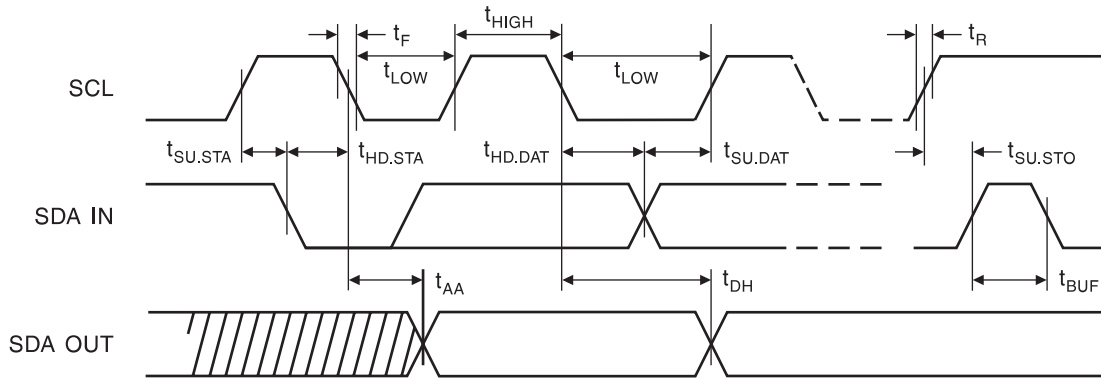 tHIGH
tF
tR
tLOW
tLOW
SCL
tSU.STA
tHD.STA
tHD.DAT
tSU.DAT
tSU.STO
SDA IN
tAA
tDH
tBUF
SDA OUT